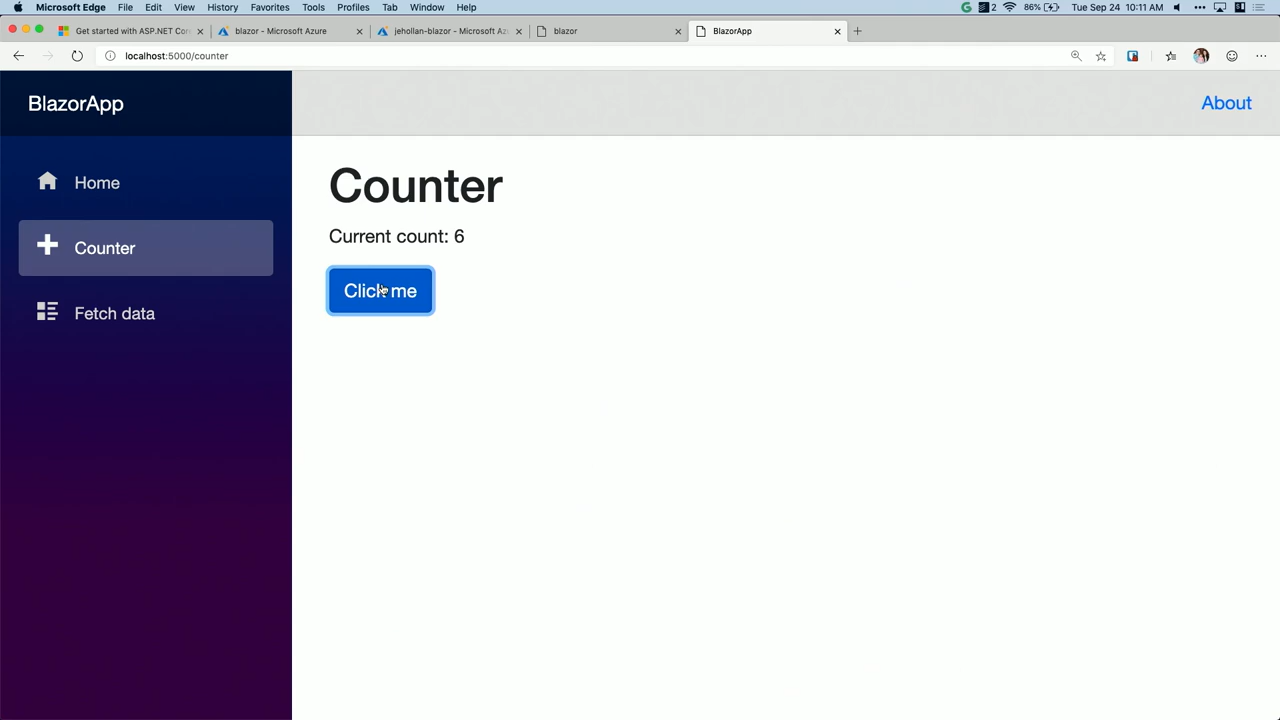 Microsoft Edge File Edit View History Favorites Tools Profiles Tab Window Help 2 86% Tue Sep 24 10:11 AM
Get started with ASP.NET Co blazor - Microsoft Azure jehollan-blazor - Microsoft Az blazor BlazorApp
localhost:5000/counter
BlazorApp
About
Home
Counter
Fetch data
Counter
Current count: 6
Click me